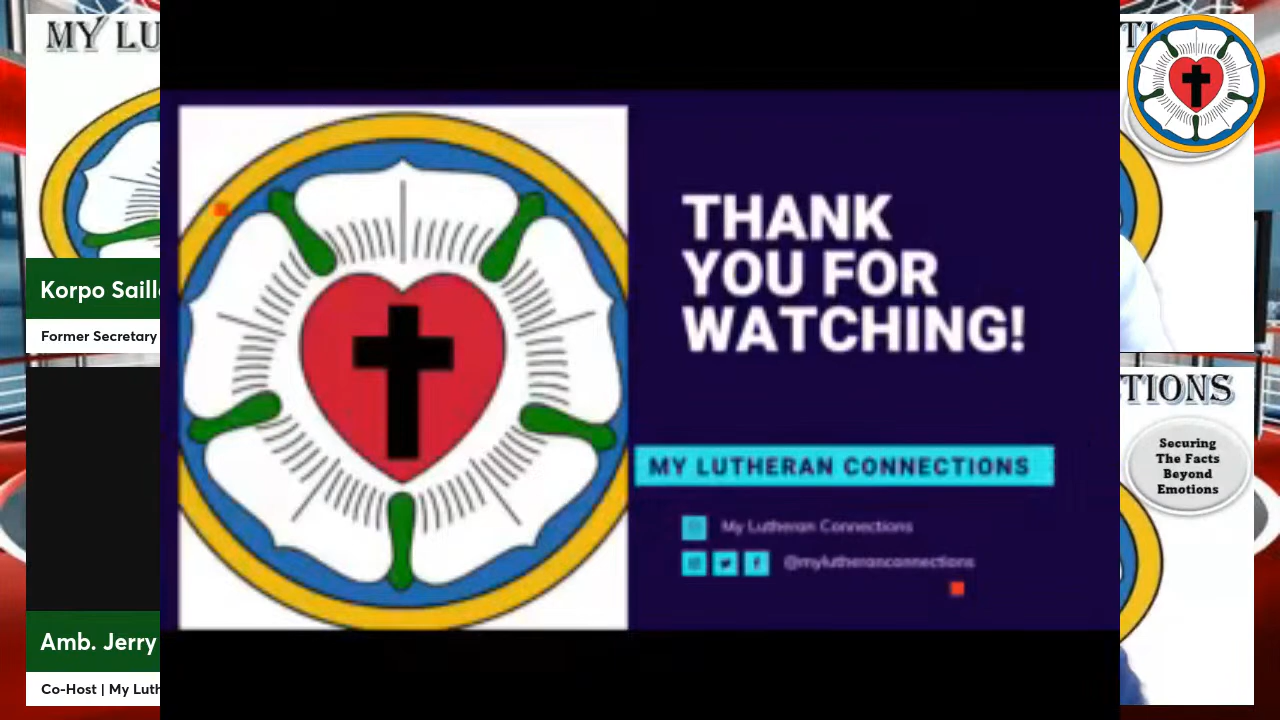 MY LU
Korpo Saill
Former Secretary
Amb. Jerry
Co-Host | My Luth
THANK
YOU FOR
WATCHING!
MY LUTHERAN CONNECTIONS
My Lutheran Connections
@mylutheranconnections
TIONS
Securing
The Facts
Beyond
Emotions